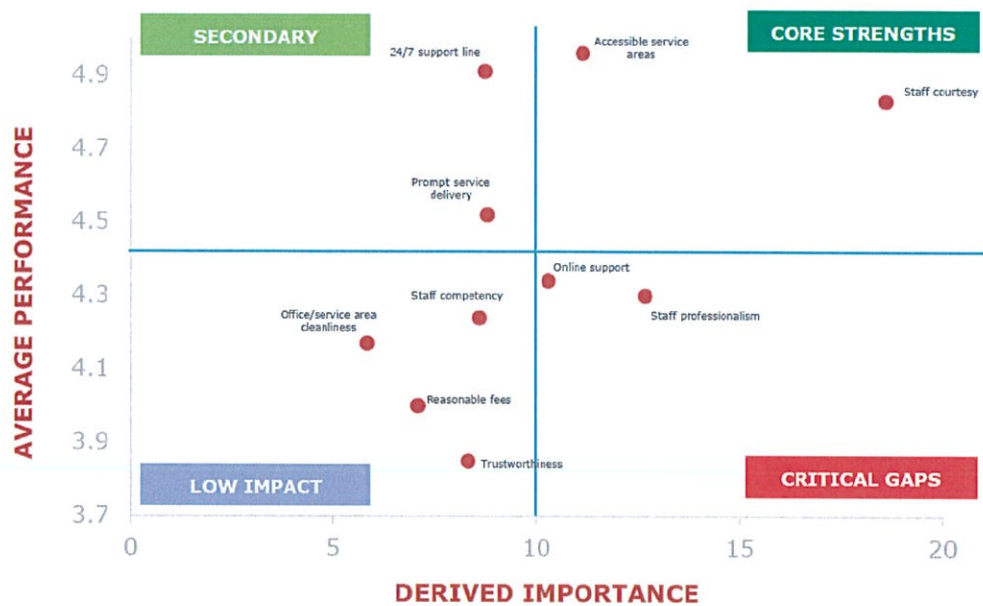 SECONDARY
CORE STRENGTHS
24/7 support line
Accessible service
areas
Staff courtesy
Prompt service
delivery
Online support
Staff competency
Staff professionalism
Office/service area
cleanliness
Reasonable fees
Trustworthiness
LOW IMPACT
CRITICAL GAPS
AVERAGE PERFORMANCE
4.9
4.7
4.5
4.3
4.1
3.9
3.7
0
5
10
15
20
DERIVED IMPORTANCE